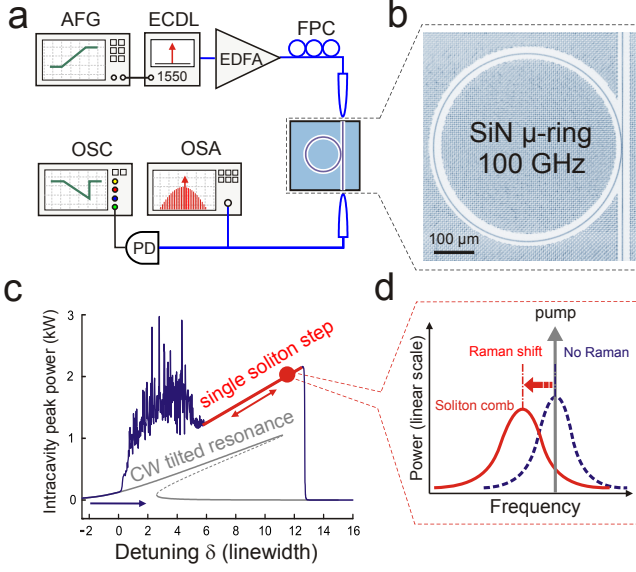 a
AFG
ECDL
1550
EDFA
FPC
OSC
OSA
PD
b
SiN µ-ring
100 GHz
100 µm
c
Intracavity peak power (kW)
3
2
1
0
single soliton step
CW tilted resonance
-2 0 2 4 6 8 10 12 14 16
Detuning δ (linewidth)
d
pump
Raman shift
No Raman
Soliton comb
Power (linear scale)
Frequency